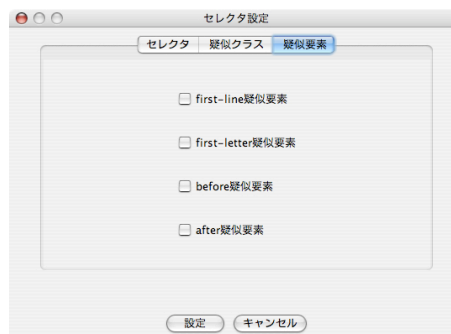 セレクタ設定
セレクタ 疑似クラス 疑似要素
first-line疑似要素
first-letter疑似要素
before疑似要素
after疑似要素
設定 キャンセル